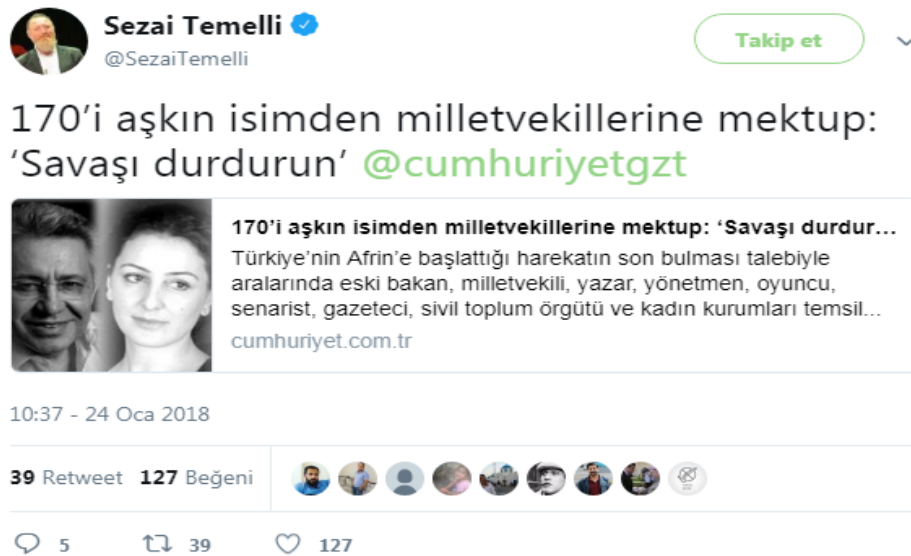 Sezai Temelli
@SezaiTemelli
Takip et
170’i aşkın isimden milletvekillerine mektup:
‘Savaşı durdurun’ @cumhuriyetgzt
170’i aşkın isimden milletvekillerine mektup: ‘Savaşı durdur...
Türkiye’nin Afrin’e başlattığı harekatın son bulması talebiyle
aralarında eski bakan, milletvekili, yazar, yönetmen, oyuncu,
senarist, gazeteci, sivil toplum örgütü ve kadın kurumları temsil...
cumhuriyet.com.tr
10:37 - 24 Oca 2018
39 Retweet 127 Beğeni
5 39 127